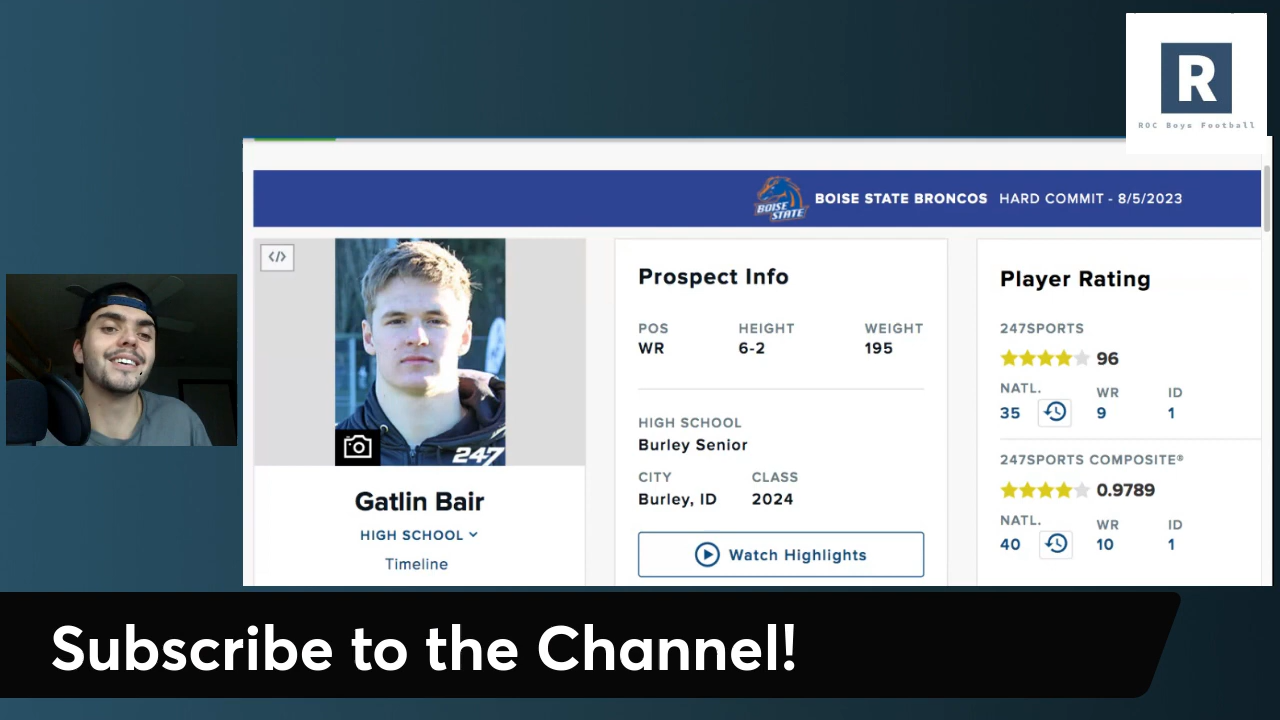 R
ROC Boys Football
BOISE STATE
BOISE STATE BRONCOS HARD COMMIT - 8/5/2023
</>
247
Gatlin Bair
HIGH SCHOOL
Timeline
Prospect Info
POS HEIGHT WEIGHT
WR 6-2 195
HIGH SCHOOL
Burley Senior
CITY CLASS
Burley, ID 2024
Watch Highlights
Player Rating
247SPORTS
96
NATL. WR ID
35 9 1
247SPORTS COMPOSITE®
0.9789
NATL. WR ID
40 10 1
Subscribe to the Channel!